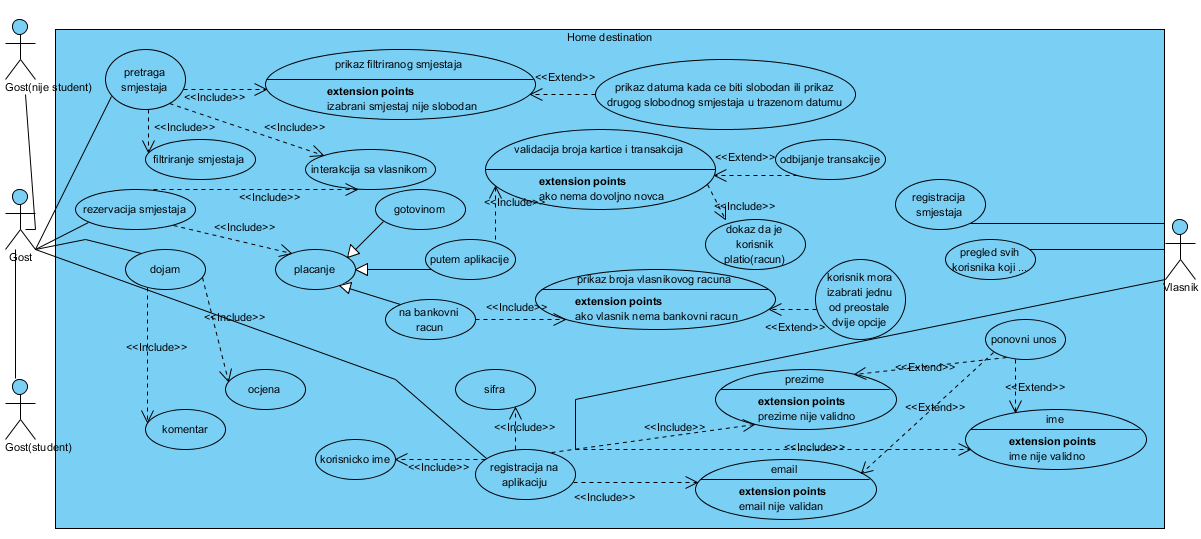 Home destination
Gost(nije student)
pretraga
smjestaja
prikaz filtriranog smjestaja
extension points
izabrani smjestaj nije slobodan
<<Extend>>
prikaz datuma kada ce biti slobodan ili prikaz
drugog slobodnog smjestaja u trazenom datumu
<<Include>>
<<Include>>
<<Include>>
filtriranje smjestaja
interakcija sa vlasnikom
validacija broja kartice i transakcija
extension points
ako nema dovoljno novca
<<Extend>>
odbijanje transakcije
<<Include>>
dokaz da je
korisnik
platio(racun)
registracija
smjestaja
rezervacija smjestaja
<<Include>>
<<Include>>
gotovinom
<<Include>>
putem aplikacije
placanje
Gost
dojam
pregled svih
korisnika koji ...
Vlasnik
na bankovni
racun
<<Include>>
prikaz broja vlasnikovog racuna
extension points
ako vlasnik nema bankovni racun
<<Extend>>
korisnik mora
izabrati jednu
od preostale
dvije opcije
<<Include>>
<<Include>>
ponovni unos
<<Extend>>
<<Extend>>
<<Extend>>
ocjena
komentar
Gost(student)
sifra
<<Include>>
prezime
extension points
prezime nije validno
<<Include>>
ime
extension points
ime nije validno
<<Include>>
korisnicko ime
<<Include>>
registracija na
aplikaciju
<<Include>>
email
extension points
email nije validan